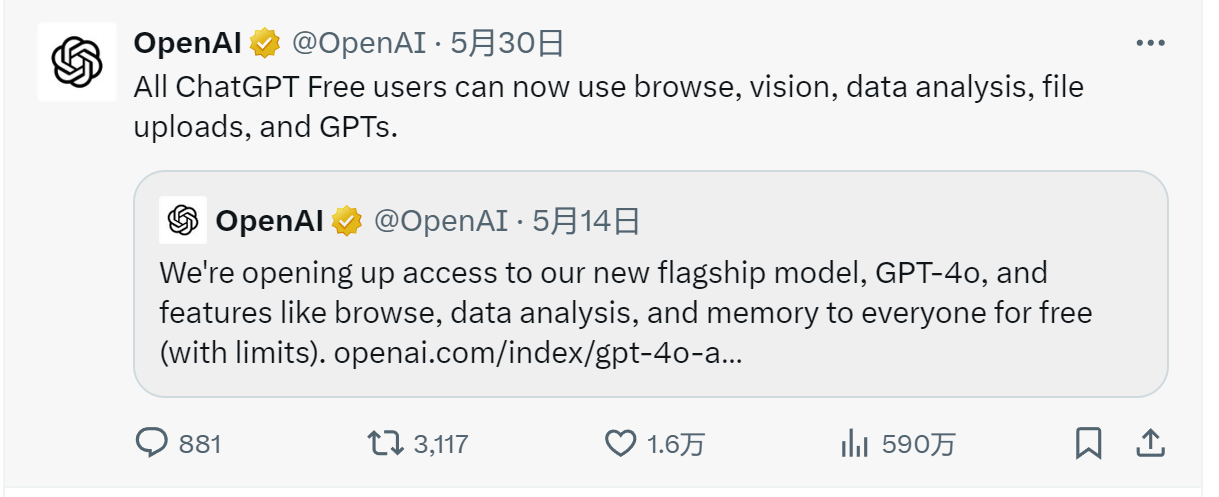 OpenAI @OpenAI · 5月30日
All ChatGPT Free users can now use browse, vision, data analysis, file
uploads, and GPTs.
OpenAI @OpenAI · 5月14日
We're opening up access to our new flagship model, GPT-4o, and
features like browse, data analysis, and memory to everyone for free
(with limits). openai.com/index/gpt-4o-a...
881 3,117 1.6万 590万